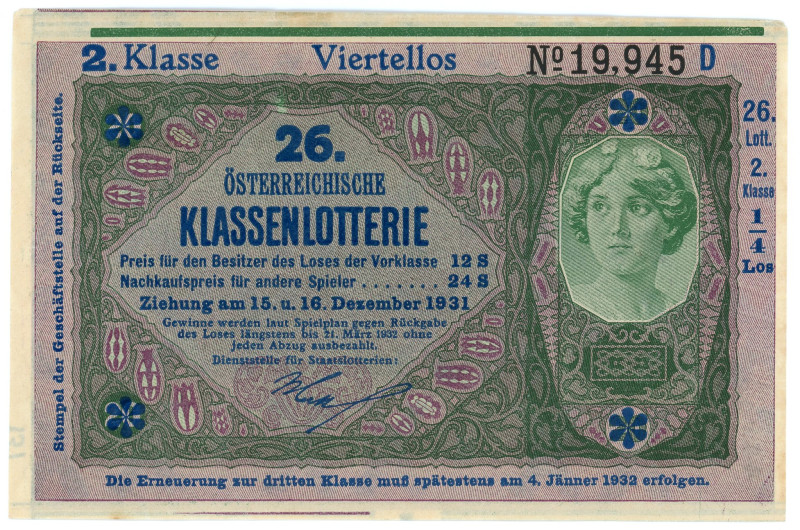 2. Klasse Viertellos № 19,945 D
26.
ÖSTERREICHISCHE
KLASSENLOTTERIE
Preis für den Besitzer des Loses der Vorklasse 12 S
Nachkaufspreis für andere Spieler ....... 24 S
Ziehung am 15. u. 16. Dezember 1931
Gewinne werden laut Spielplan gegen Rückgabe
des Loses längstens bis 21. März 1932 ohne
jeden Abzug ausbezahlt.
Dienststelle für Staatslotterien:
26.
Lott.
2.
Klasse
1
4
Los
Stempel der Geschäftstelle auf der Rückseite.
Die Erneuerung zur dritten Klasse muß spätestens am 4. Jänner 1932 erfolgen.